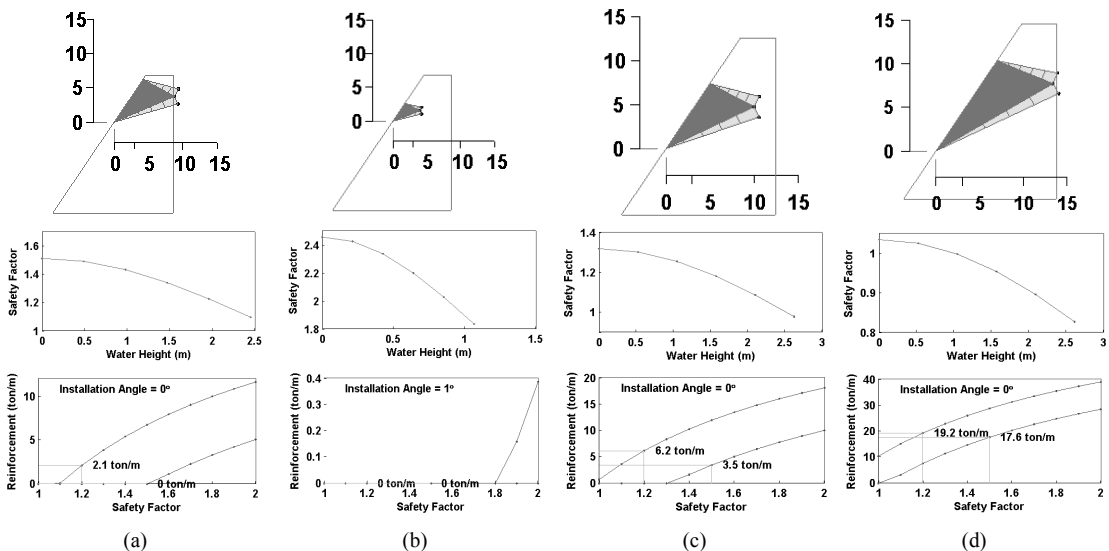 15
10
5
0
0 5 10 15
15
10
5
0
0 5 10 15
15
10
5
0
0 5 10 15
15
10
5
0
0 5 10 15
Safety Factor
1.6
1.4
1.2
1
0 0.5 1 1.5 2 2.5
Water Height (m)
Safety Factor
2.4
2.2
2
1.8
0 0.5 1 1.5
Water Height (m)
Safety Factor
1.4
1.2
1
0 0.5 1 1.5 2 2.5 3
Water Height (m)
Safety Factor
1
0.9
0.8
0 0.5 1 1.5 2 2.5 3
Water Height (m)
Reinforcement (ton/m)
Installation Angle = 0°
10
5
0
2.1 ton/m
0 ton/m
1 1.2 1.4 1.6 1.8 2
Safety Factor
Reinforcement (ton/m)
Installation Angle = 1°
0.4
0.3
0.2
0.1
0
0 ton/m
0 ton/m
1 1.2 1.4 1.6 1.8 2
Safety Factor
Reinforcement (ton/m)
Installation Angle = 0°
20
15
10
5
0
6.2 ton/m
3.5 ton/m
1 1.2 1.4 1.6 1.8 2
Safety Factor
Reinforcement (ton/m)
Installation Angle = 0°
40
30
20
10
0
19.2 ton/m
17.6 ton/m
1 1.2 1.4 1.6 1.8 2
Safety Factor
(a)
(b)
(c)
(d)